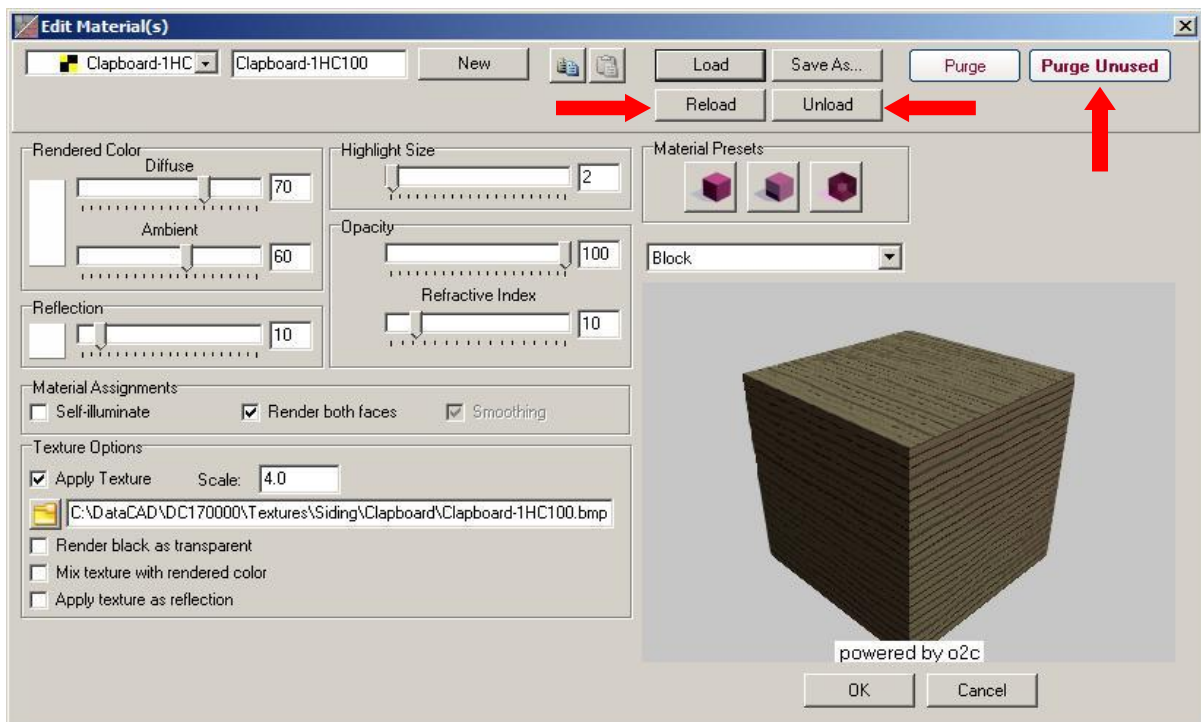 Edit Material(s)
Clapboard-1HC Clapboard-1HC100 New Load Save As... Purge Purge Unused
Reload Unload
Rendered Color
Diffuse
70
Ambient
60
Highlight Size
2
Opacity
100
Refractive Index
10
Reflection
10
Material Presets
Block
Material Assignments
Self-illuminate Render both faces Smoothing
Texture Options
Apply Texture Scale: 4.0
C:\DataCAD\DC170000\Textures\Siding\Clapboard\Clapboard-1HC100.bmp
Render black as transparent
Mix texture with rendered color
Apply texture as reflection
powered by o2c
OK Cancel